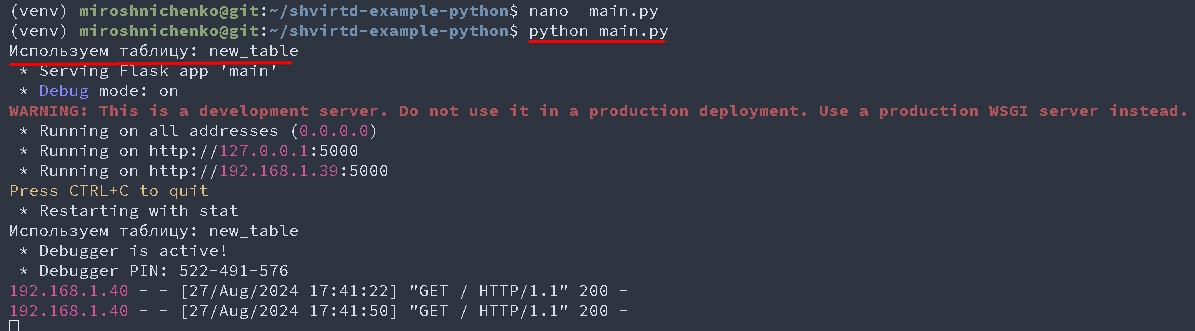 (venv) miroshnichenko@git:~/shvirtd-example-python$ nano  main.py
(venv) miroshnichenko@git:~/shvirtd-example-python$ python main.py
Используем таблицу: new_table
 * Serving Flask app 'main'
 * Debug mode: on
WARNING: This is a development server. Do not use it in a production deployment. Use a production WSGI server instead.
 * Running on all addresses (0.0.0.0)
 * Running on http://127.0.0.1:5000
 * Running on http://192.168.1.39:5000
Press CTRL+C to quit
 * Restarting with stat
Используем таблицу: new_table
 * Debugger is active!
 * Debugger PIN: 522-491-576
192.168.1.40 - - [27/Aug/2024 17:41:22] "GET / HTTP/1.1" 200 -
192.168.1.40 - - [27/Aug/2024 17:41:50] "GET / HTTP/1.1" 200 -